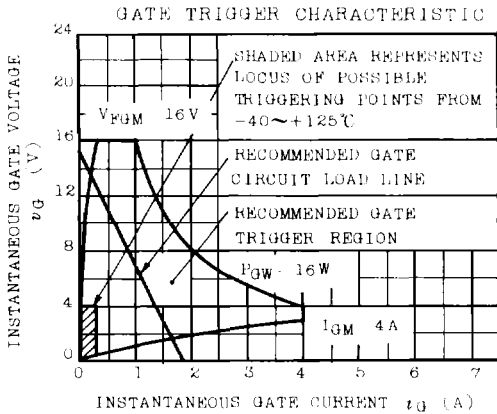 GATE TRIGGER CHARACTERISTIC
24
20
16
12
8
4
0
INSTANTANEOUS GATE VOLTAGE
vG (V)
SHADED AREA REPRESENTS
LOCUS OF POSSIBLE
TRIGGERING POINTS FROM
-40~+125℃
VFGM 16V
RECOMMENDED GATE
CIRCUIT LOAD LINE
RECOMMENDED GATE
TRIGGER REGION
PGW - 16W
IGM 4A
0 1 2 3 4 5 6 7
INSTANTANEOUS GATE CURRENT iG (A)